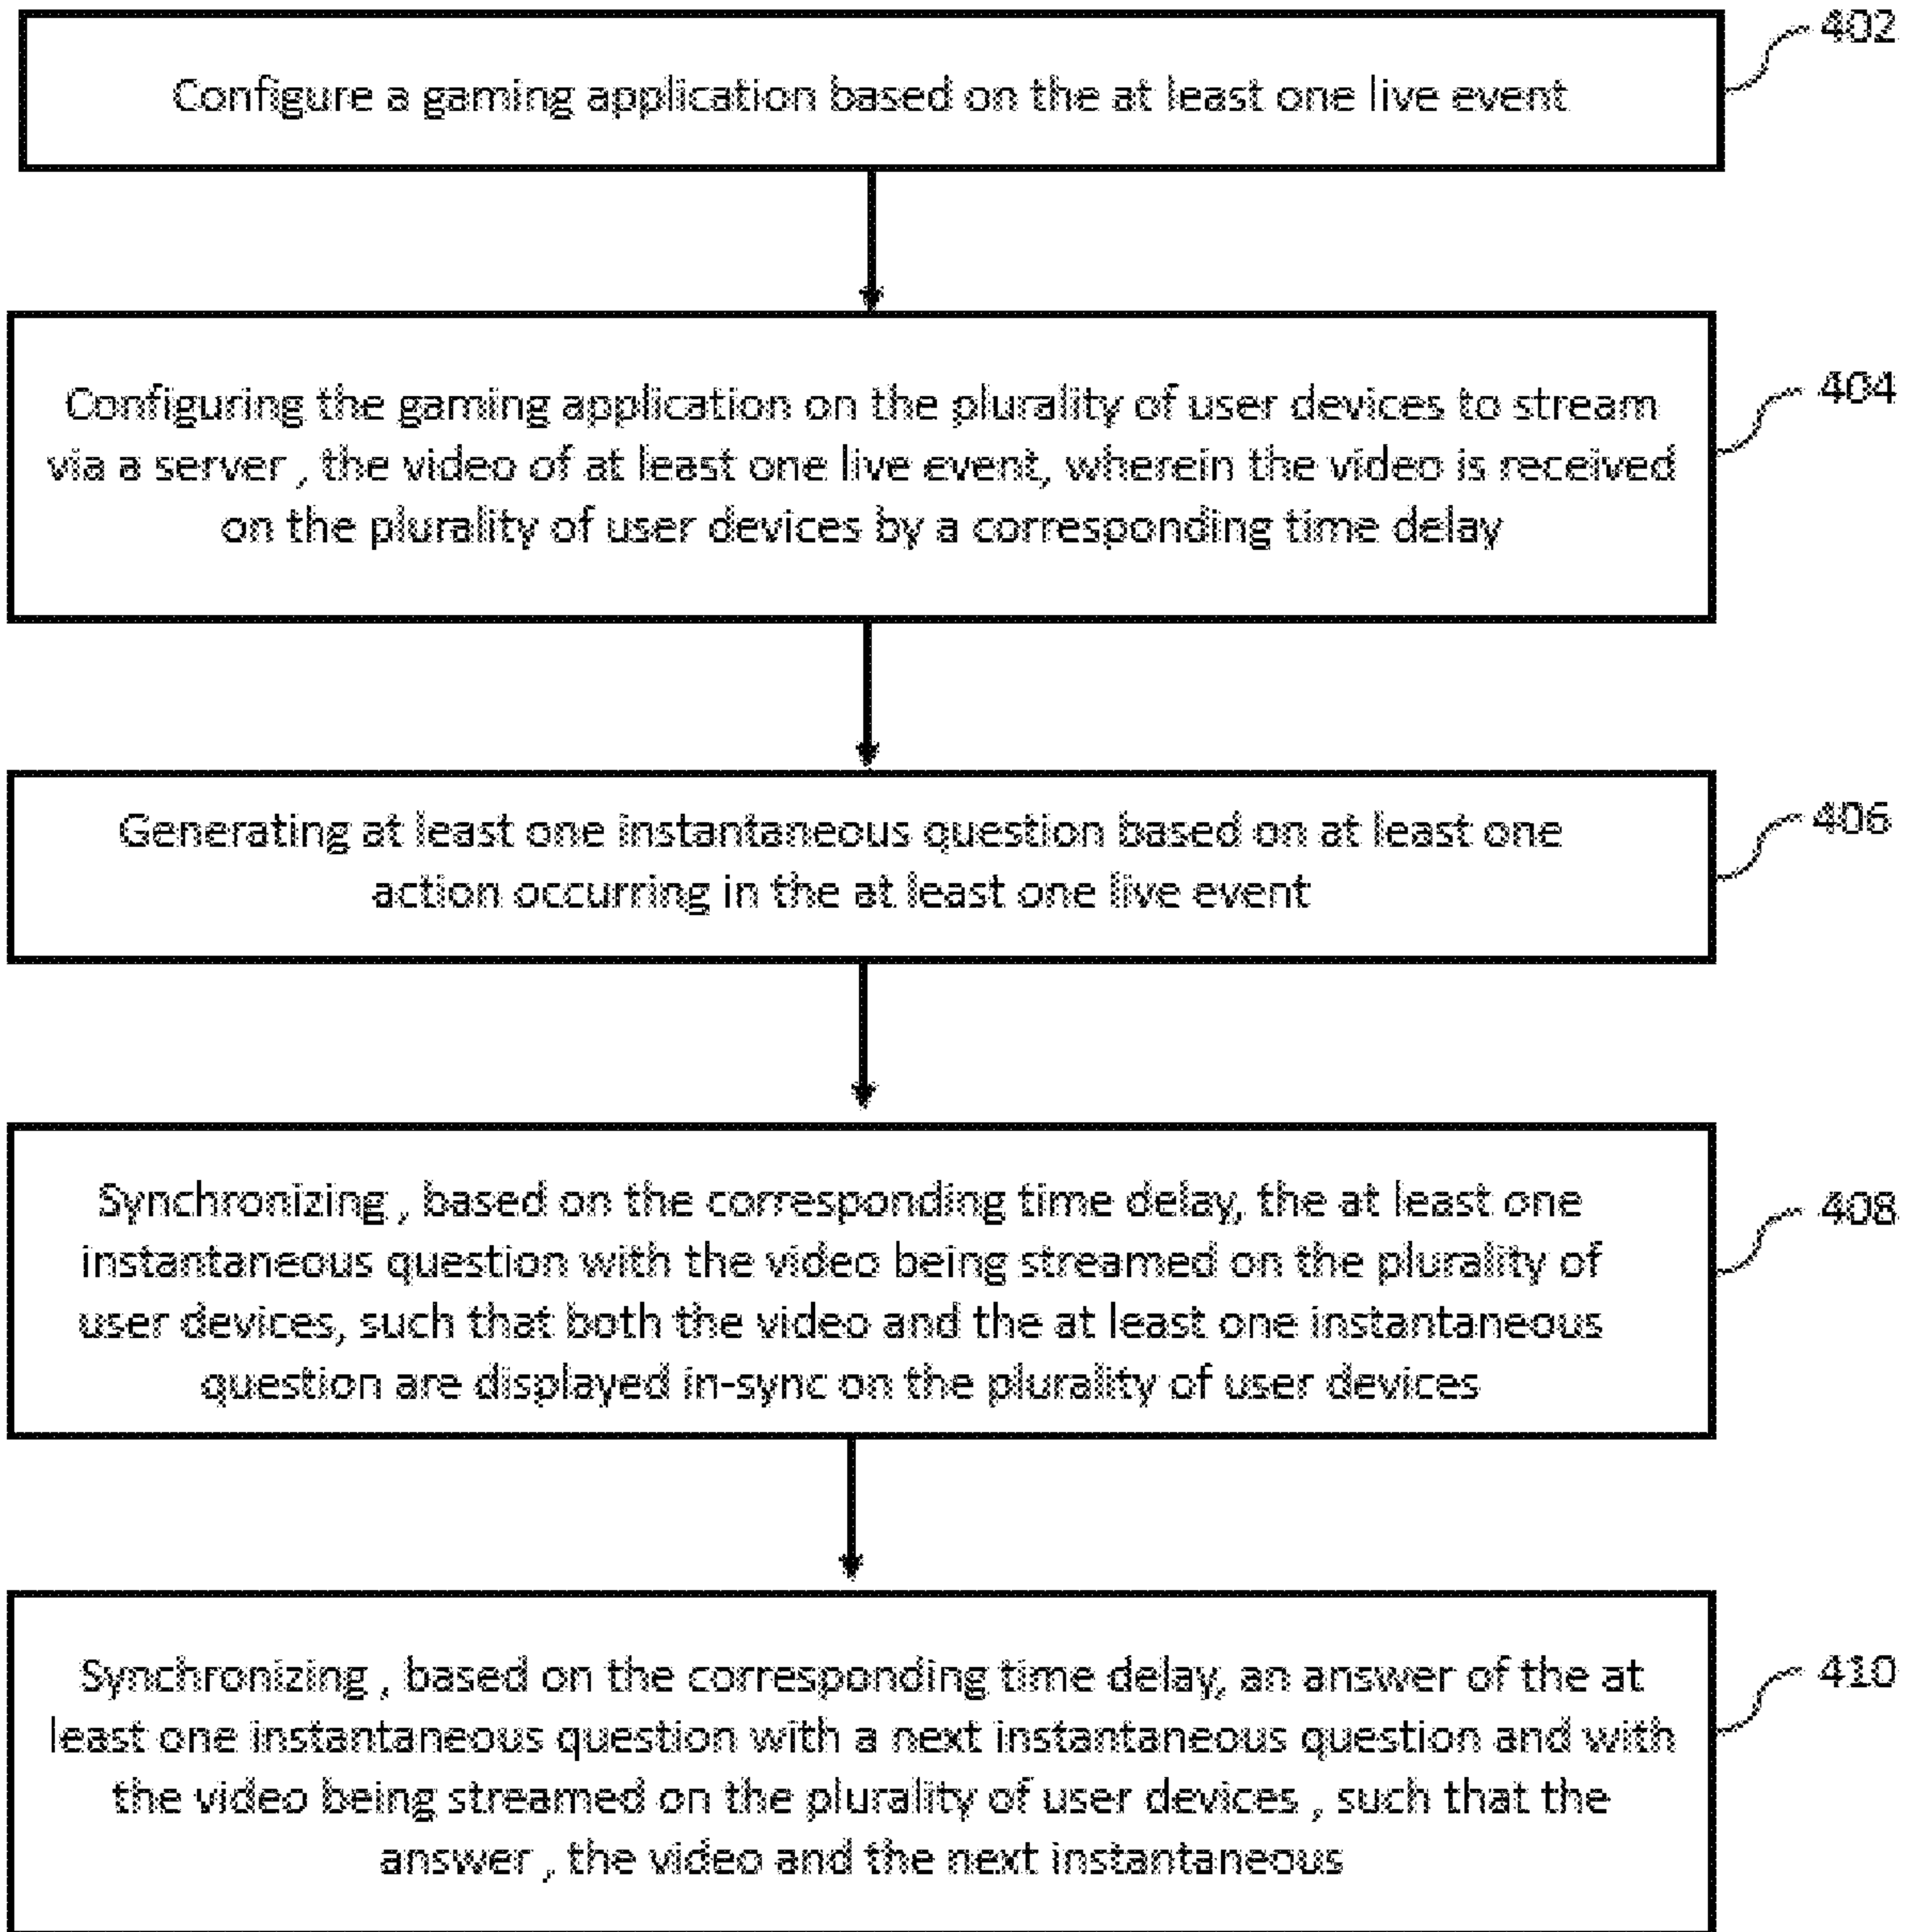 402
Configure a gaming application based on the at least one live event
404
Configuring the gaming application on the plurality of user devices to stream
via a server , the video of at least one live event, wherein the video is received
on the plurality of user devices by a corresponding time delay
406
Generating at least one instantaneous question based on at least one
action occurring in the at least one live event
408
Synchronizing , based on the corresponding time delay, the at least one
instantaneous question with the video being streamed on the plurality of
user devices, such that both the video and the at least one instantaneous
question are displayed in-sync on the plurality of user devices
410
Synchronizing , based on the corresponding time delay, an answer of the at
least one instantaneous question with a next instantaneous question and with
the video being streamed on the plurality of user devices , such that the
answer , the video and the next instantaneous